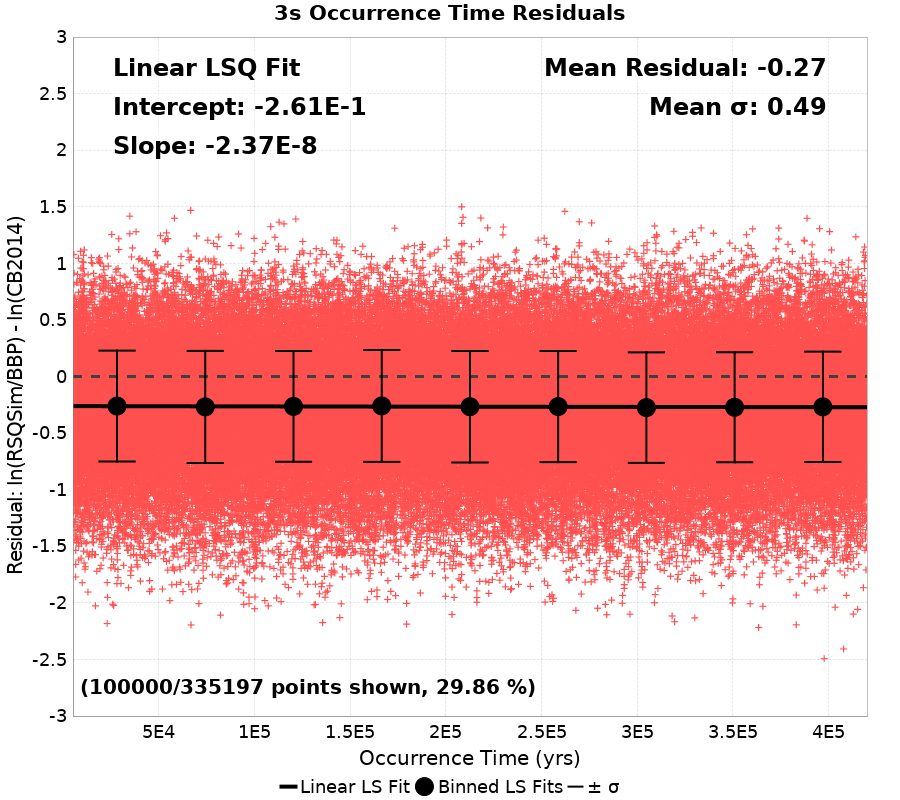 3s Occurrence Time Residuals
Linear LSQ Fit
Intercept: -2.61E-1
Slope: -2.37E-8
Mean Residual: -0.27
Mean σ: 0.49
Residual: ln(RSQSim/BBP) - ln(CB2014)
3
2.5
2
1.5
1
0.5
0
-0.5
-1
-1.5
-2
-2.5
-3
(100000/335197 points shown, 29.86 %)
5E4 1E5 1.5E5 2E5 2.5E5 3E5 3.5E5 4E5
Occurrence Time (yrs)
Linear LS Fit Binned LS Fits ± σ